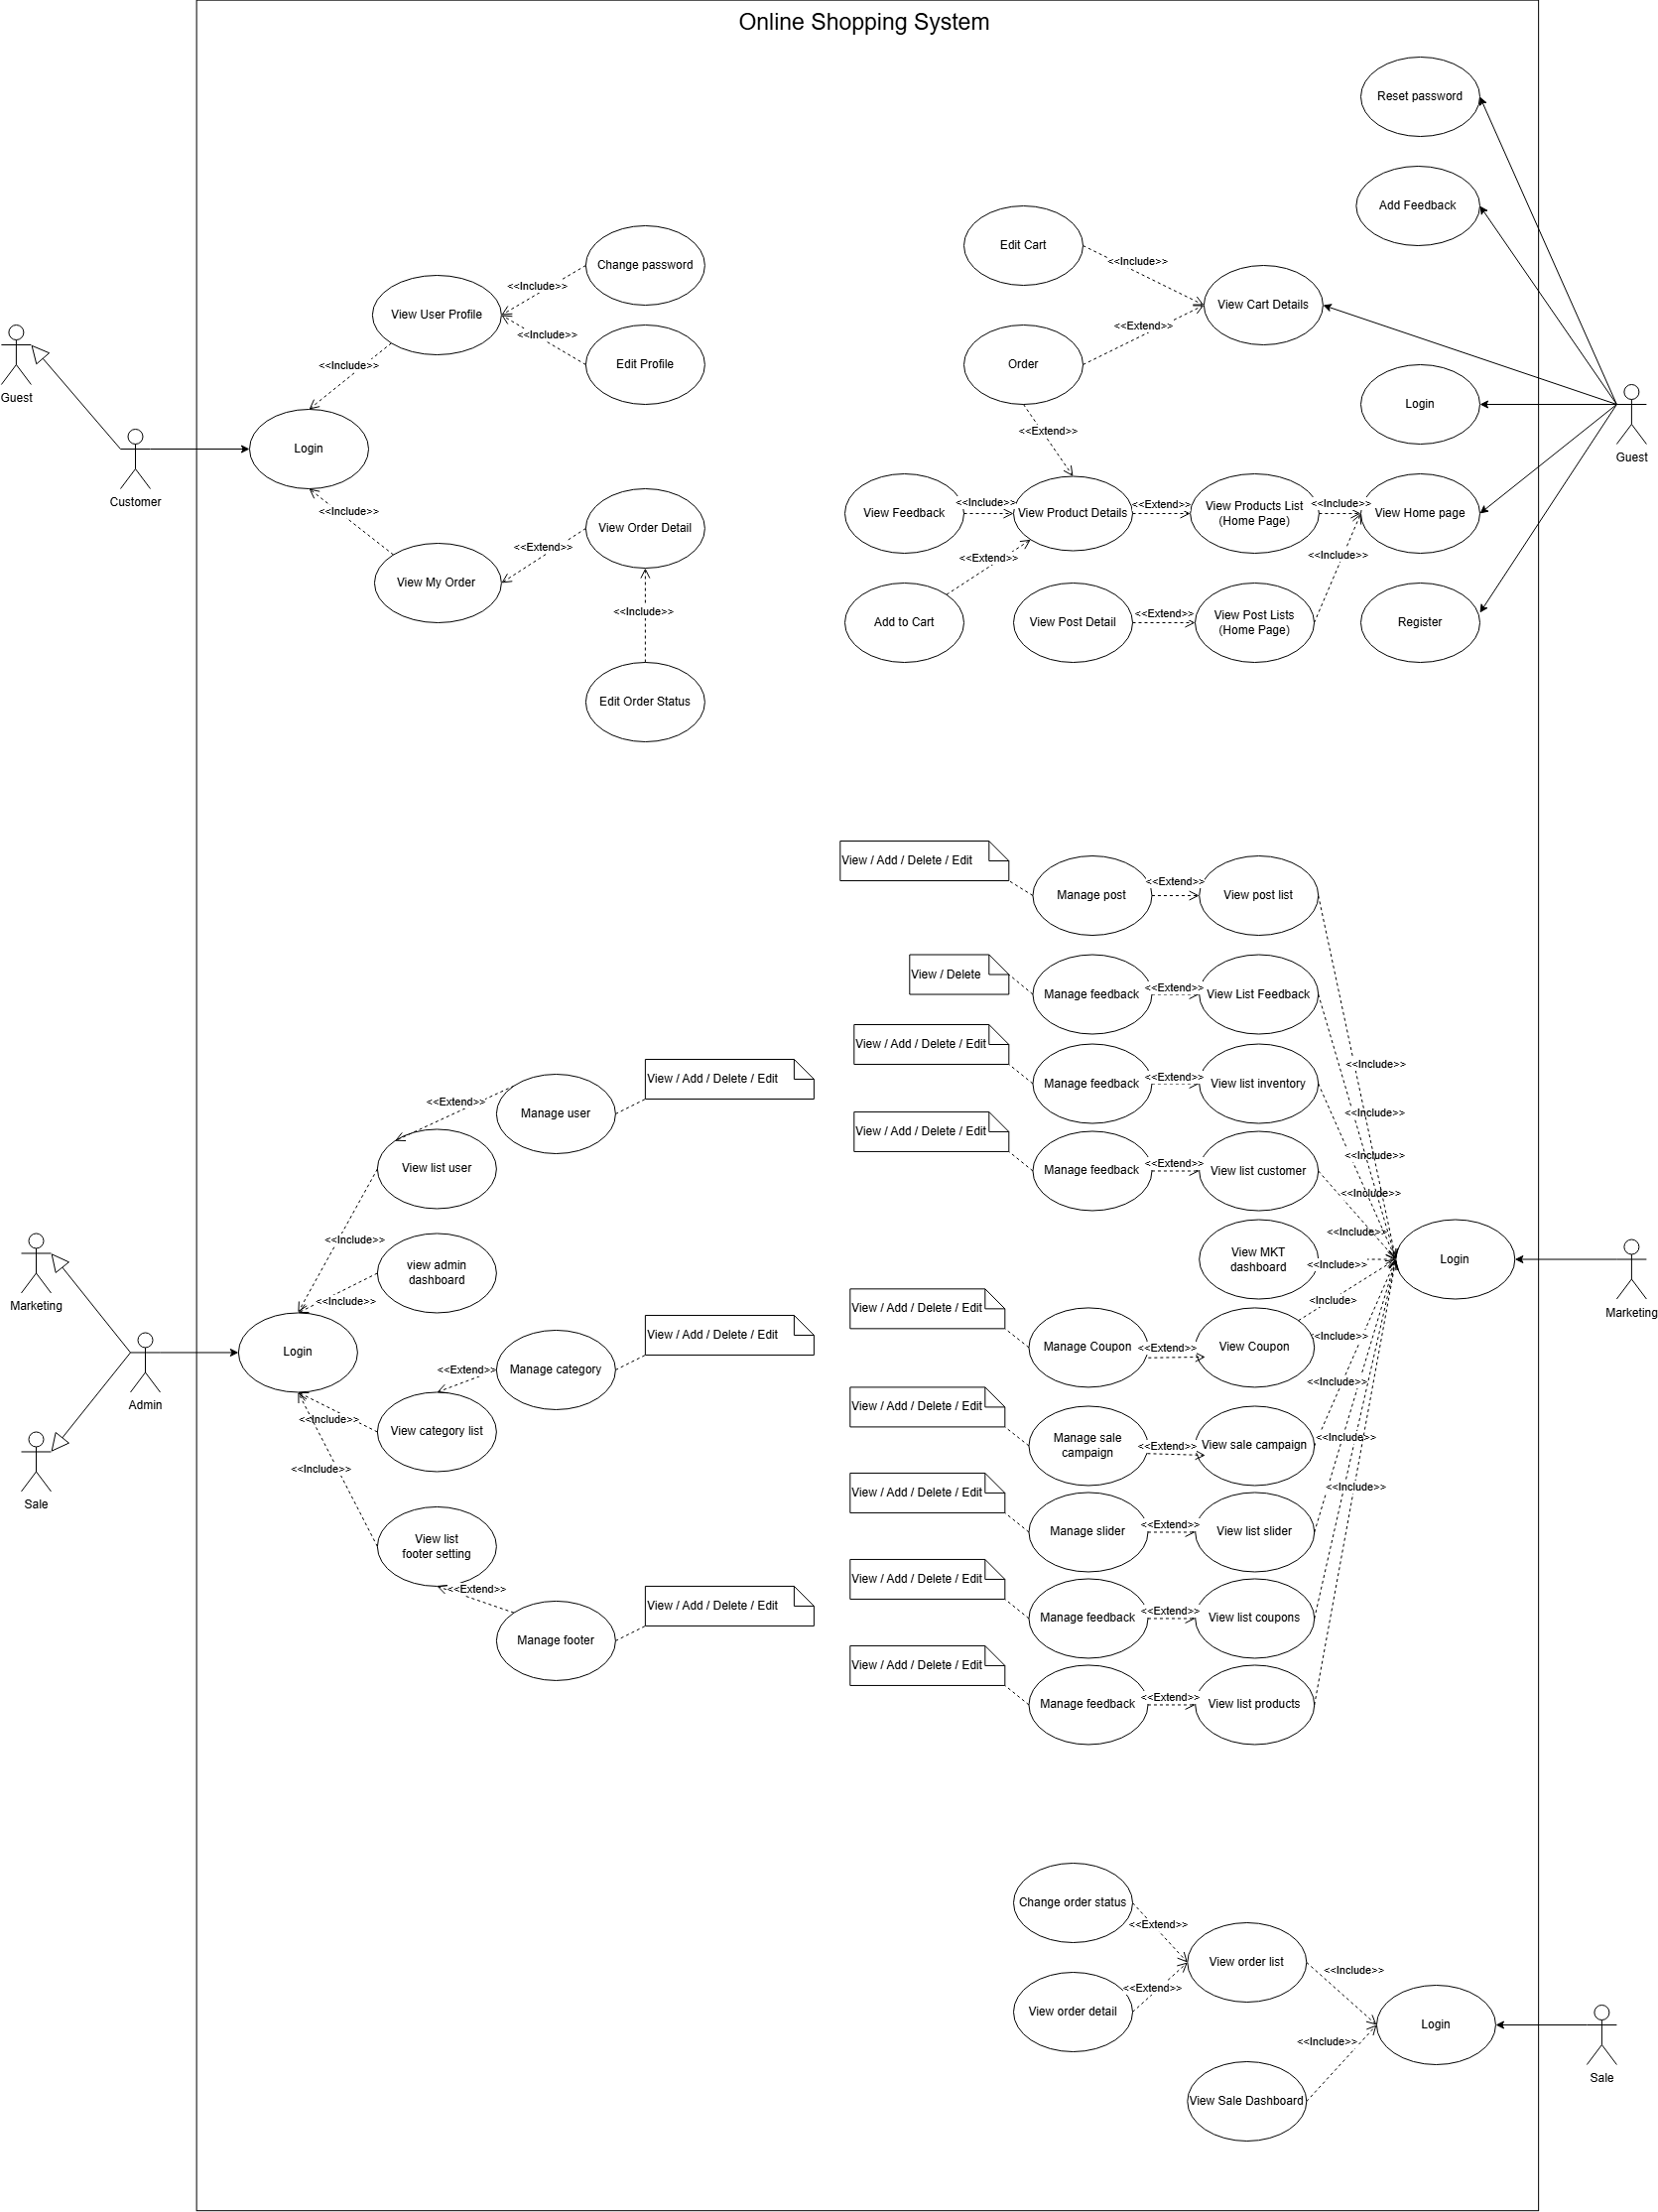 Online Shopping System
Reset password
Add Feedback
Edit Cart
<<Include>>
View Cart Details
Order
<<Extend>>
<<Extend>>
Login
Guest
View Feedback
<<Include>>
View Product Details
<<Extend>>
View Products List
(Home Page)
<<Include>>
View Home page
<<Extend>>
<<Include>>
Add to Cart
View Post Detail
<<Extend>>
View Post Lists
(Home Page)
Register
Change password
<<Include>>
View User Profile
<<Include>>
Edit Profile
<<Include>>
Guest
Login
Customer
<<Include>>
View Order Detail
<<Extend>>
View My Order
<<Include>>
Edit Order Status
View / Add / Delete / Edit
Manage post
<<Extend>>
View post list
View / Delete
Manage feedback
<<Extend>>
View List Feedback
View / Add / Delete / Edit
Manage feedback
<<Extend>>
View list inventory
View / Add / Delete / Edit
Manage feedback
<<Extend>>
View list customer
<<Include>>
<<Include>>
<<Include>>
<<Include>>
<<Include>>
View MKT
dashboard
<<Include>>
Login
Marketing
<<Include>
View / Add / Delete / Edit
Manage Coupon
<<Extend>>
View Coupon
<<Include>>
<<Include>>
View / Add / Delete / Edit
Manage sale
campaign
<<Extend>>
View sale campaign
<<Include>>
<<Include>>
View / Add / Delete / Edit
Manage slider
<<Extend>>
View list slider
View / Add / Delete / Edit
Manage feedback
<<Extend>>
View list coupons
View / Add / Delete / Edit
Manage feedback
<<Extend>>
View list products
View / Add / Delete / Edit
<<Extend>>
Manage user
View list user
<<Include>>
view admin
dashboard
<<Include>>
Marketing
Login
Admin
Sale
View / Add / Delete / Edit
<<Extend>>
Manage category
<<Include>>
View category list
<<Include>>
View list
footer setting
<<Extend>>
View / Add / Delete / Edit
Manage footer
Change order status
<<Extend>>
View order list
<<Include>>
<<Extend>>
View order detail
Login
<<Include>>
Sale
View Sale Dashboard